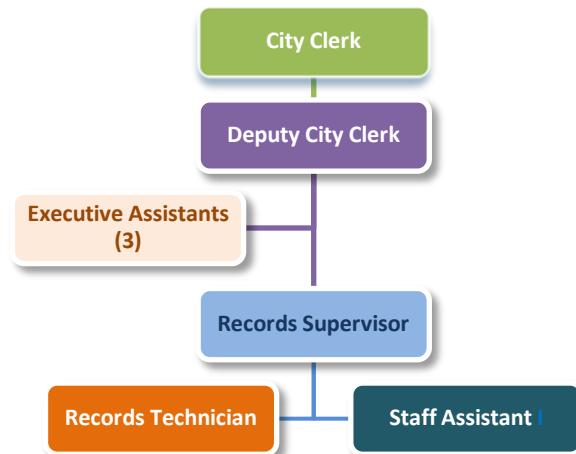 City Clerk
Deputy City Clerk
Executive Assistants
(3)
Records Supervisor
Records Technician
Staff Assistant I